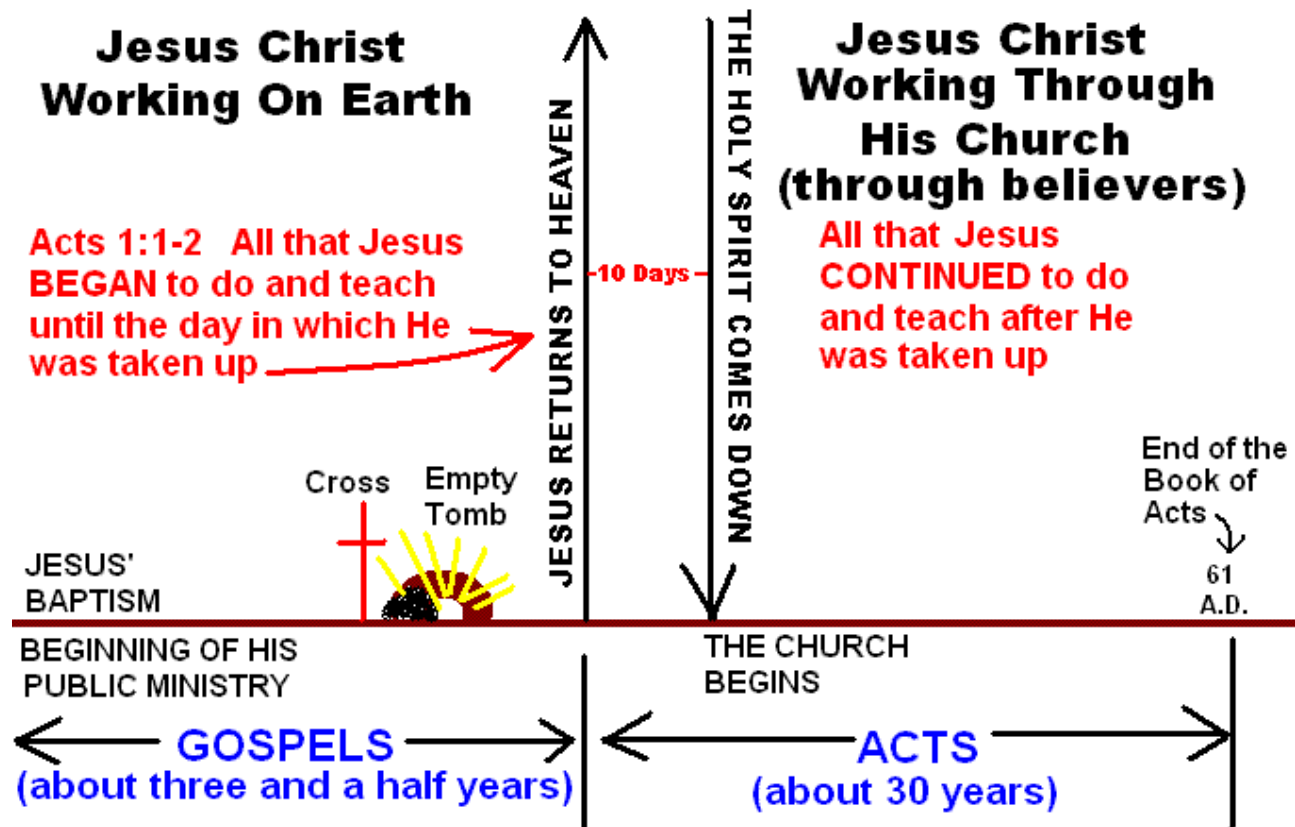 Jesus Christ
Working On Earth
Acts 1:1-2   All that Jesus
BEGAN to do and teach
until the day in which He
was taken up
JESUS RETURNS TO HEAVEN
10 Days
THE HOLY SPIRIT COMES DOWN
Jesus Christ
Working Through
His Church
(through believers)
All that Jesus
CONTINUED to do
and teach after He
was taken up
Cross
Empty
Tomb
End of the
Book of
Acts
61
A.D.
JESUS'
BAPTISM
BEGINNING OF HIS
PUBLIC MINISTRY
THE CHURCH
BEGINS
GOSPELS
(about three and a half years)
ACTS
(about 30 years)